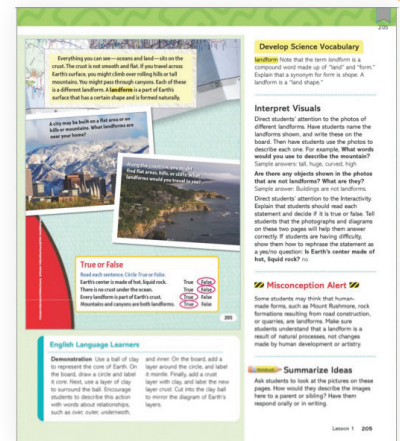 205
Everything you can see—oceans and land—sits on the
crust. The crust is not smooth and flat. If you travel across
Earth's surface, you might climb over rolling hills or tall
mountains. You might pass through canyons. Each of these
is a different landform. A landform is a part of Earth's
surface that has a certain shape and is formed naturally.
A city may be built on a flat area or on
hills or mountains. What landforms are
near your home?
Along the coastline, you might
find flat areas, hills, or
landforms would you travel to see?
True or False
Read each sentence. Circle True or False.
Earth's center is made of hot, liquid rock. True False
There is no crust under the ocean. True False
Every landform is part of Earth's crust. True False
Mountains and canyons are both landforms. True False
205
English Language Learners
Demonstration Use a ball of clay
to represent the core of Earth. On
the board, draw a circle and label
it core. Next, use a layer of clay
to surround the ball. Encourage
students to describe this action
with words about relationships,
such as over, outer, underneath,
and inner. On the board, add a
layer around the circle, and label
it mantle. Finally, add a crust
layer with clay, and label the new
layer crust. Cut into the clay ball
to mirror the diagram of Earth's
layers.
Develop Science Vocabulary
landform Note that the term landform is a
compound word made up of "land" and "form."
Explain that a synonym for form is shape. A
landform is a "land shape."
Interpret Visuals
Direct students' attention to the photos of
different landforms. Have students name the
landforms shown, and write these on the
board. Then have students use the photos to
describe each one. For example, What words
would you use to describe the mountain?
Sample answers: tall, huge, curved, high
Are there any objects shown in the photos
that are not landforms? What are they?
Sample answer: Buildings are not landforms.
Direct students' attention to the Interactivity.
Explain that students should read each
statement and decide if it is true or false. Tell
students that the photographs and diagrams
on these two pages will help them answer
correctly. If students are having difficulty,
show them how to rephrase the statement as
a yes/no question: Is Earth's center made of
hot, liquid rock? no
Misconception Alert
Some students may think that human-
made forms, such as Mount Rushmore, rock
formations resulting from road construction,
or quarries, are landforms. Make sure
students understand that a landform is a
result of natural processes, not changes
made by human development or artistry.
Summarize Ideas
Ask students to look at the pictures on these
pages. How would they describe the images
here to a parent or sibling? Have them
respond orally or in writing.
Lesson 1 205